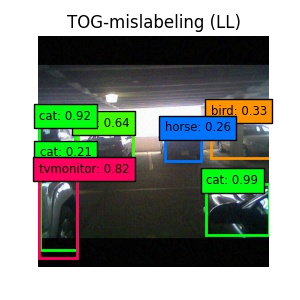 TOG-mislabeling (LL)
cat: 0.92
0.64
bird: 0.33
horse: 0.26
cat: 0.21
tvmonitor: 0.82
cat: 0.99